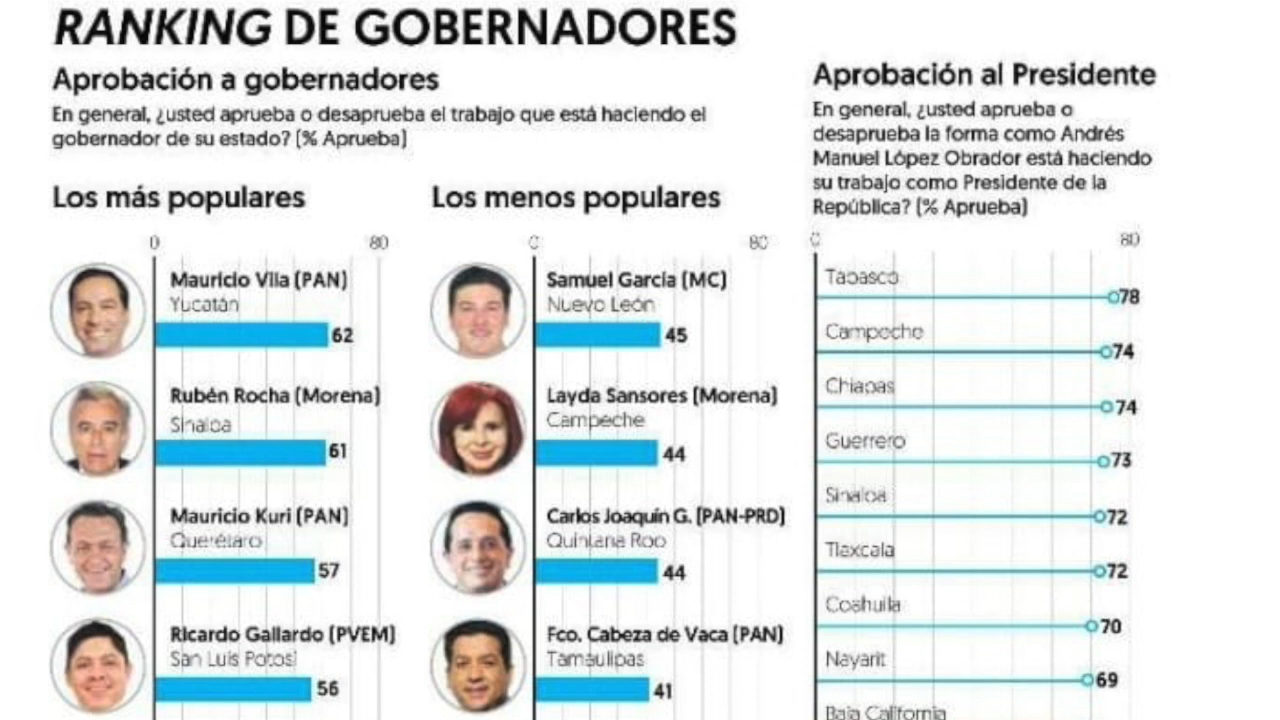 RANKING DE GOBERNADORES
Aprobación a gobernadores
En general, ¿usted aprueba o desaprueba el trabajo que está haciendo el
gobernador de su estado? (% Aprueba)
Los más populares
0 80
Mauricio Vila (PAN)
Yucatán
62
Rubén Rocha (Morena)
Sinaloa
61
Mauricio Kuri (PAN)
Querétaro
57
Ricardo Gallardo (PVEM)
San Luis Potosí
56
Los menos populares
0 80
Samuel García (MC)
Nuevo León
45
Layda Sansores (Morena)
Campeche
44
Carlos Joaquín G. (PAN-PRD)
Quintana Roo
44
Fco. Cabeza de Vaca (PAN)
Tamaulipas
41
Aprobación al Presidente
En general, ¿usted aprueba o
desaprueba la forma como Andrés
Manuel López Obrador está haciendo
su trabajo como Presidente de la
República? (% Aprueba)
0 80
Tabasco
78
Campeche
74
Chiapas
74
Guerrero
73
Sinaloa
72
Tlaxcala
72
Coahuila
70
Nayarit
69
Baja California